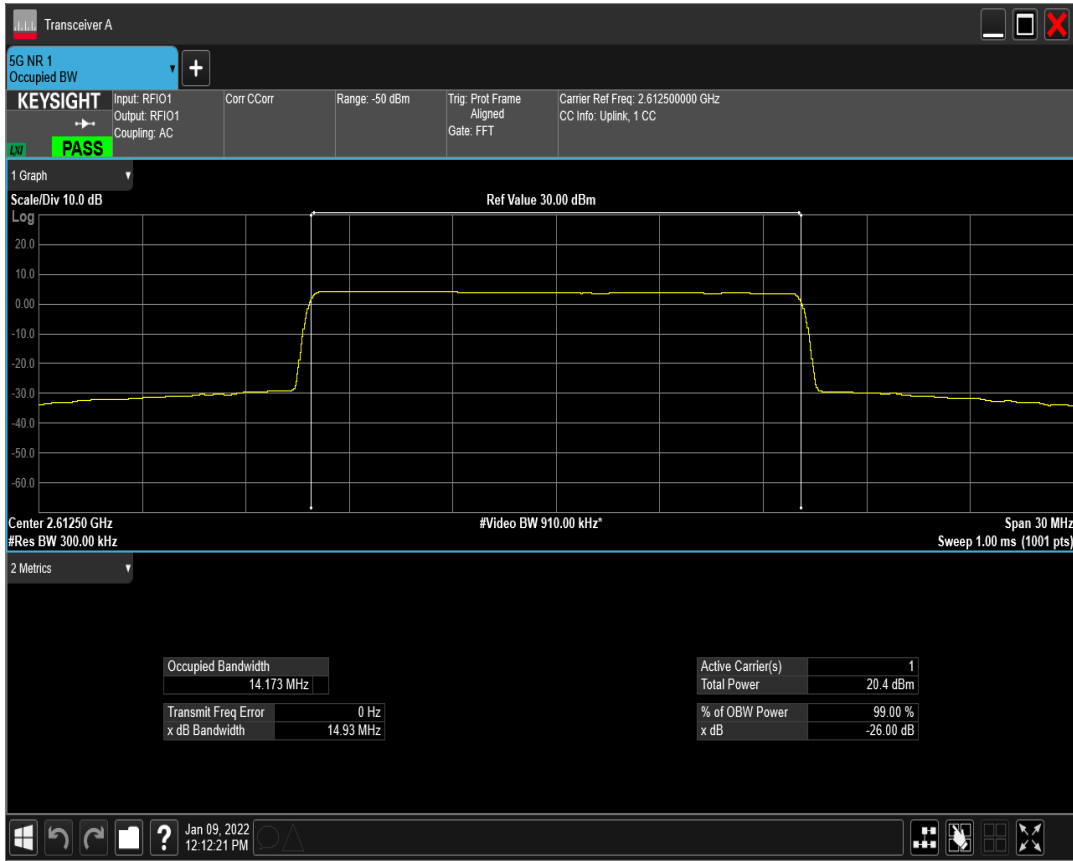 Transceiver A
5G NR 1
Occupied BW
KEYSIGHT
LXI
PASS
Input: RFIO1
Output: RFIO1
Coupling: AC
Corr CCorr
Range: -50 dBm
Trig: Prot Frame
Aligned
Gate: FFT
Carrier Ref Freq: 2.612500000 GHz
CC Info: Uplink, 1 CC
1 Graph
Scale/Div 10.0 dB
Ref Value 30.00 dBm
Log
20.0
10.0
0.00
-10.0
-20.0
-30.0
-40.0
-50.0
-60.0
Center 2.61250 GHz
#Video BW 910.00 kHz*
Span 30 MHz
#Res BW 300.00 kHz
Sweep 1.00 ms (1001 pts)
2 Metrics
Occupied Bandwidth
14.173 MHz
Transmit Freq Error 0 Hz
x dB Bandwidth 14.93 MHz
Active Carrier(s) 1
Total Power 20.4 dBm
% of OBW Power 99.00 %
x dB -26.00 dB
Jan 09, 2022
12:12:21 PM